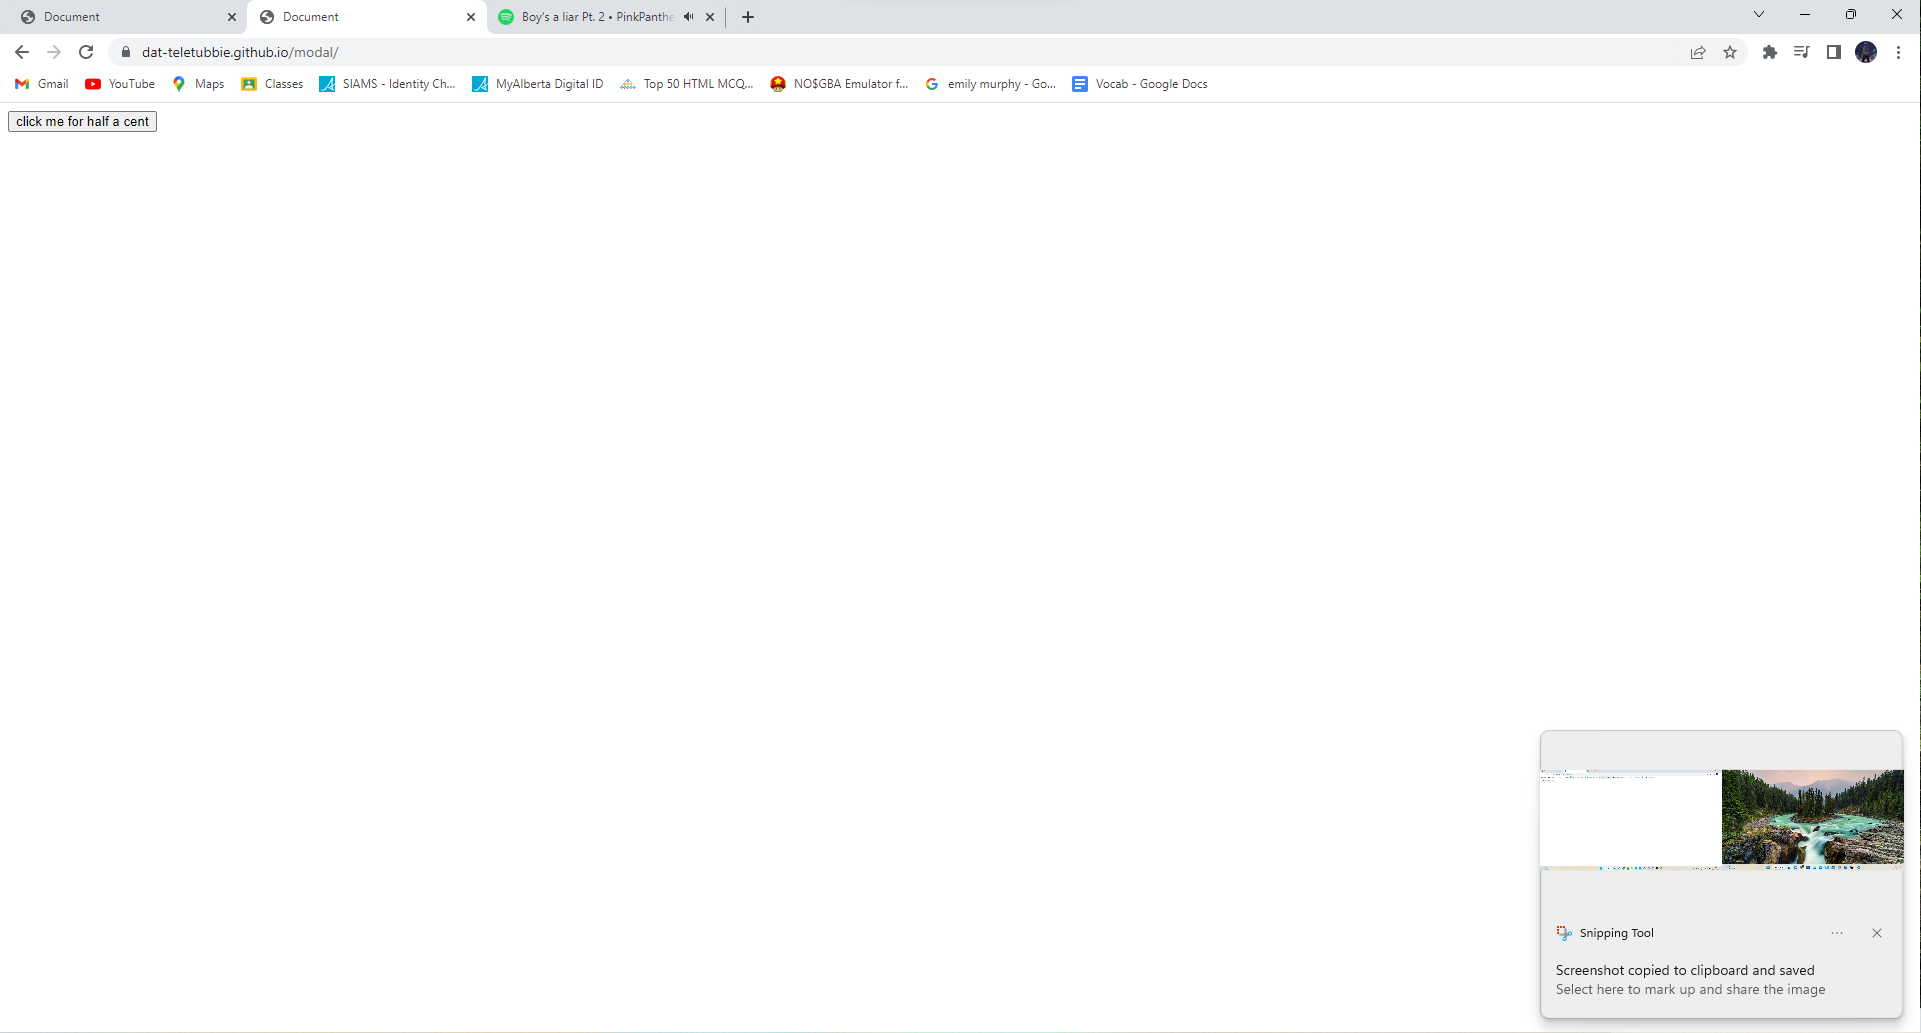 Document
Document
Boy's a liar Pt. 2 • PinkPanthe
dat-teletubbie.github.io/modal/
Gmail YouTube Maps Classes SIAMS - Identity Ch... MyAlberta Digital ID Top 50 HTML MCQ... NO$GBA Emulator f... emily murphy - Go... Vocab - Google Docs
click me for half a cent
Snipping Tool
Screenshot copied to clipboard and saved
Select here to mark up and share the image